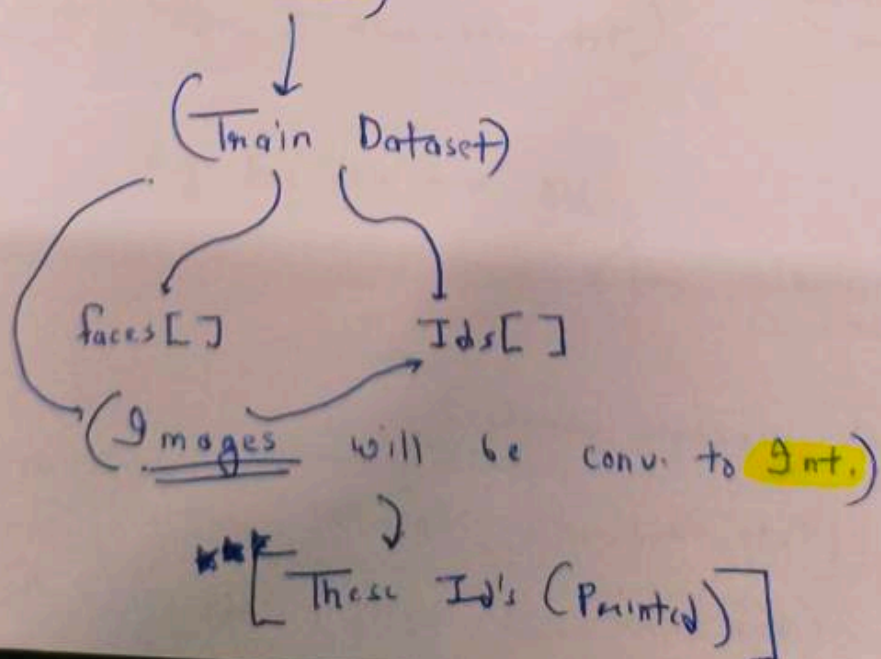 (Train Dataset)
faces[ ] Ids[ ]
(Images will be conv. to Int.)
***[These Id's (Printed)]